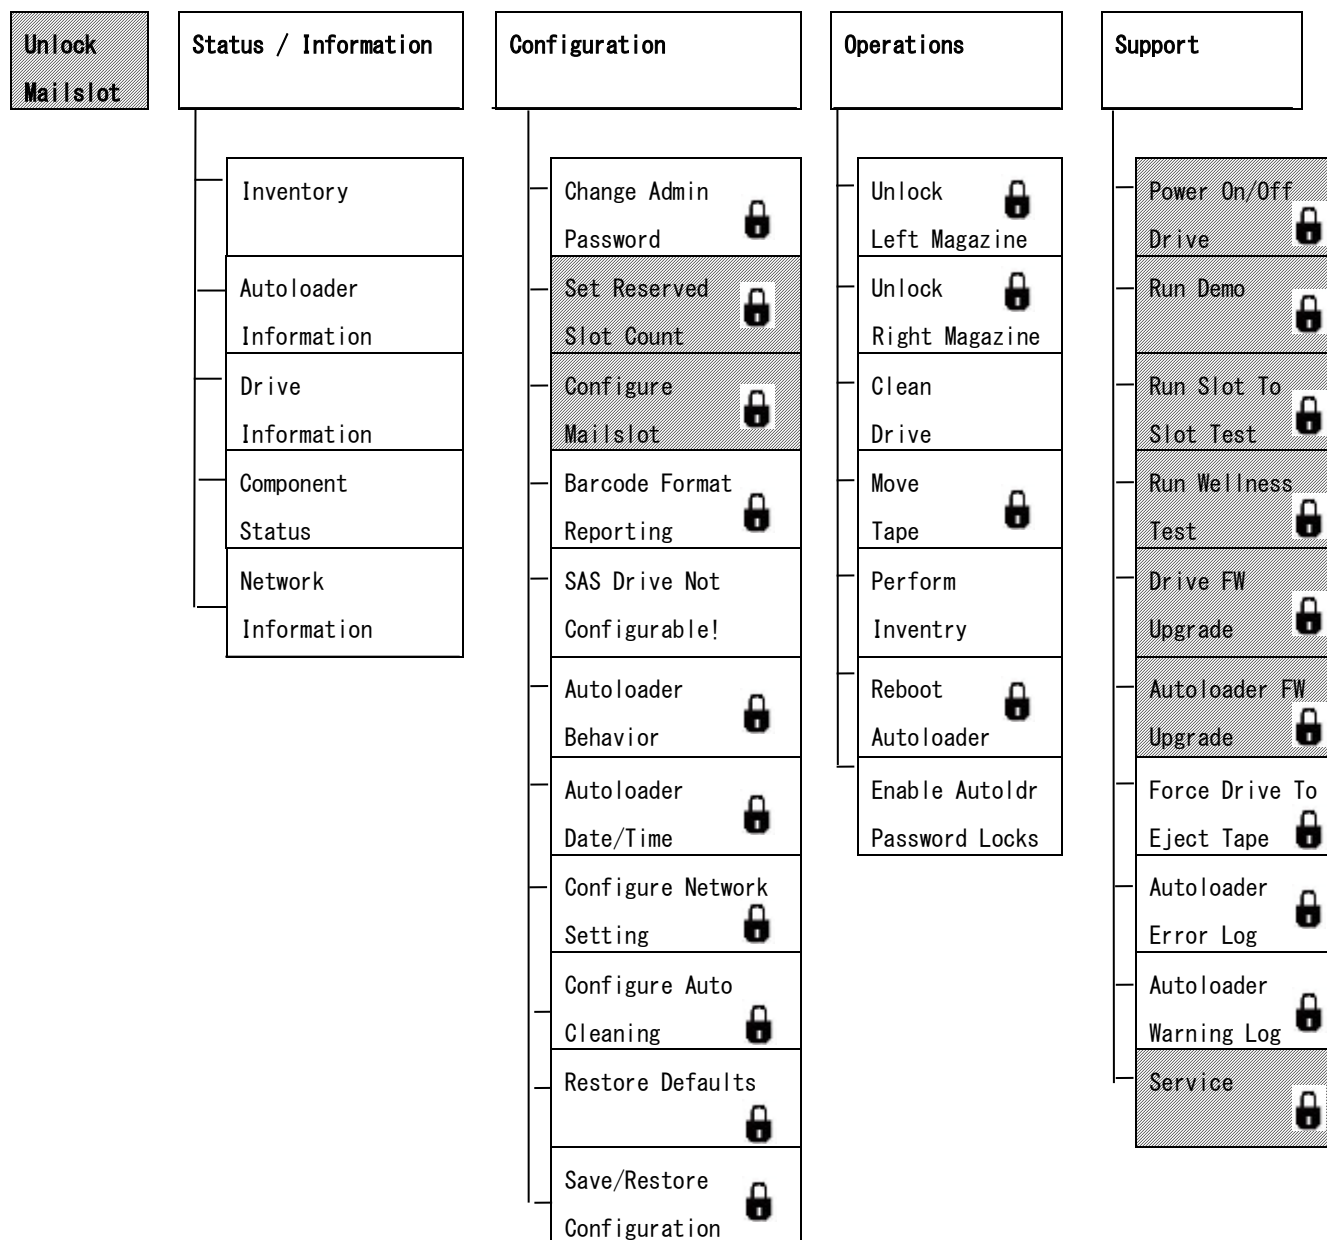 Unlock
Mailslot
Status / Information
Inventory
Autoloader
Information
Drive
Information
Component
Status
Network
Information
Configuration
Change Admin
Password
Set Reserved
Slot Count
Configure
Mailslot
Barcode Format
Reporting
SAS Drive Not
Configurable!
Autoloader
Behavior
Autoloader
Date/Time
Configure Network
Setting
Configure Auto
Cleaning
Restore Defaults
Save/Restore
Configuration
Operations
Unlock
Left Magazine
Unlock
Right Magazine
Clean
Drive
Move
Tape
Perform
Inventry
Reboot
Autoloader
Enable Autoldr
Password Locks
Support
Power On/Off
Drive
Run Demo
Run Slot To
Slot Test
Run Wellness
Test
Drive FW
Upgrade
Autoloader FW
Upgrade
Force Drive To
Eject Tape
Autoloader
Error Log
Autoloader
Warning Log
Service